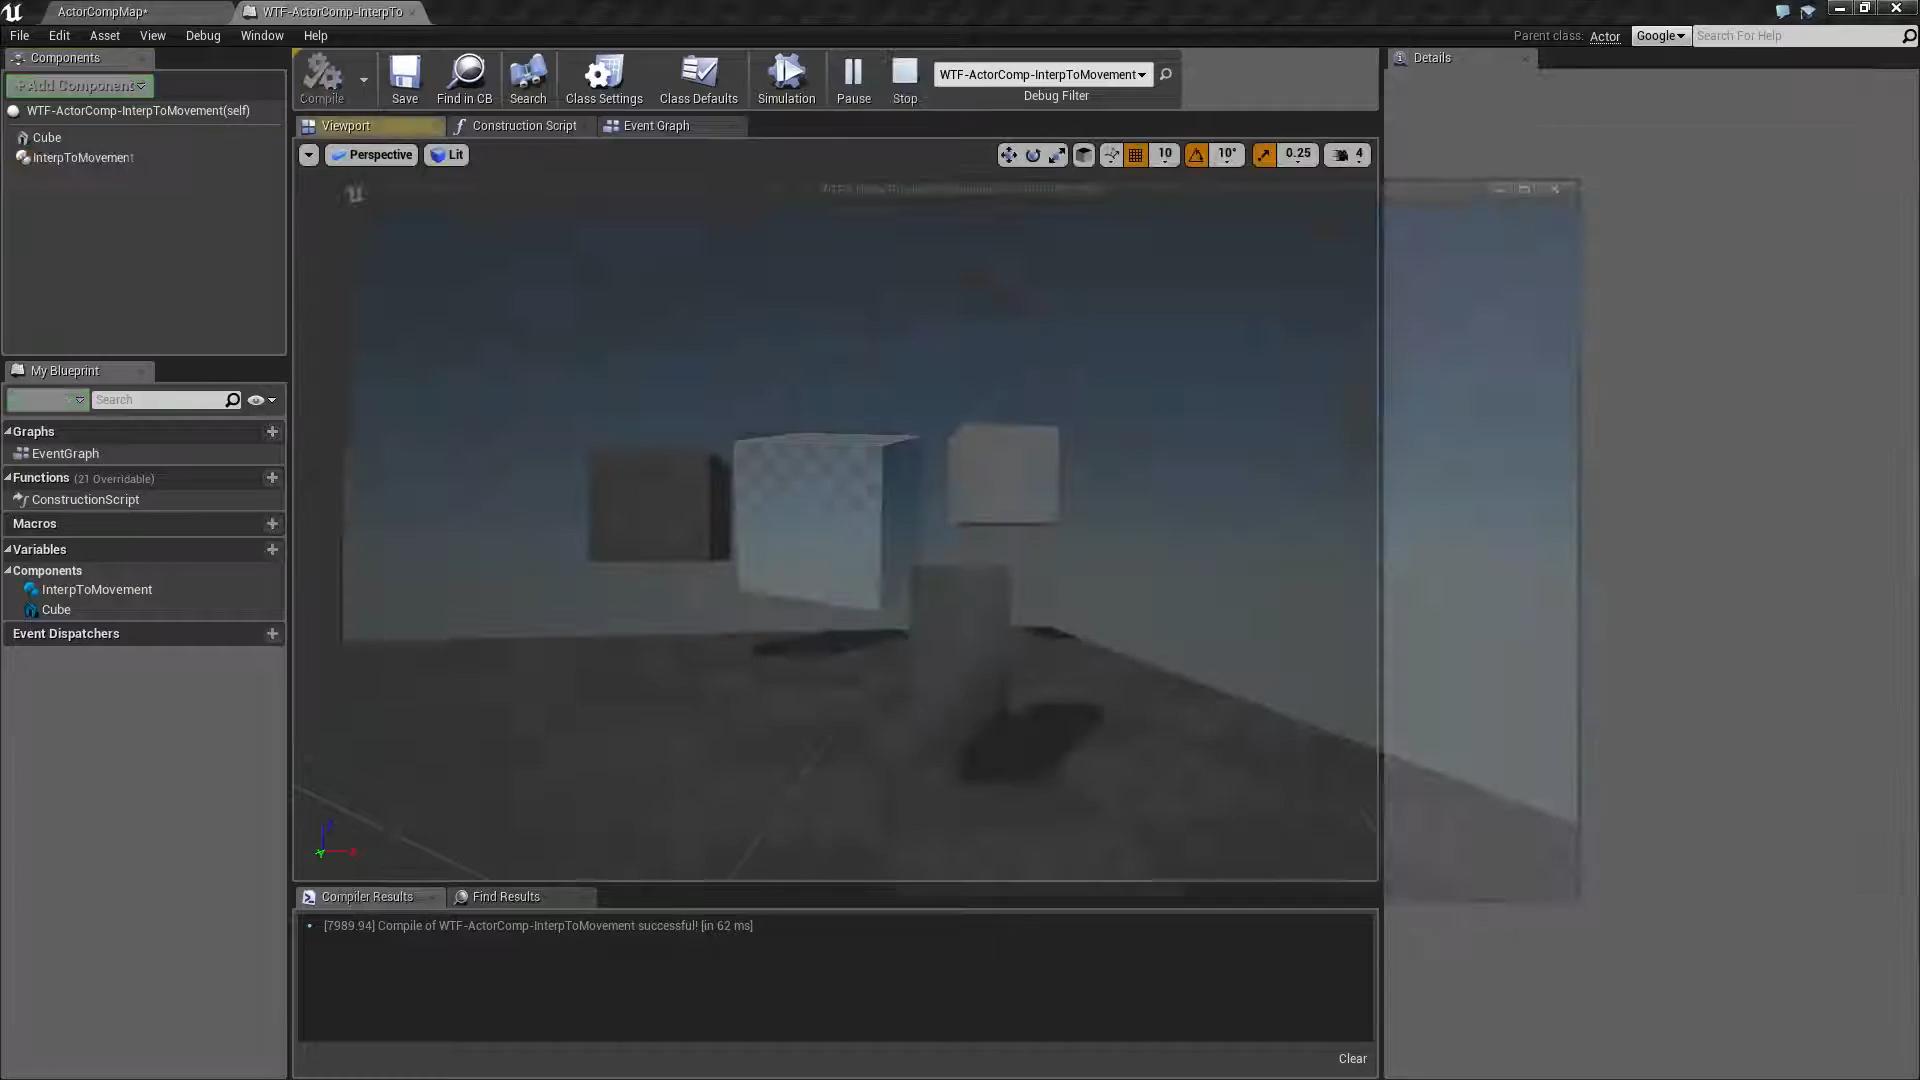 ActorCompMap*
WTF-ActorComp-InterpTo
File Edit Asset View Debug Window Help
Parent class: Actor Google Search For Help
Components
+Add Component
WTF-ActorComp-InterpToMovement(self)
Cube
InterpToMovement
Compile Save Find in CB Search Class Settings Class Defaults Simulation Pause Stop
WTF-ActorComp-InterpToMovement
Debug Filter
Details
Viewport Construction Script Event Graph
Perspective Lit
10 10° 0.25 4
My Blueprint
Search
Graphs
EventGraph
Functions (21 Overridable)
ConstructionScript
Macros
Variables
Components
InterpToMovement
Cube
Event Dispatchers
Compiler Results Find Results
[7989.94] Compile of WTF-ActorComp-InterpToMovement successful! [in 62 ms]
Clear